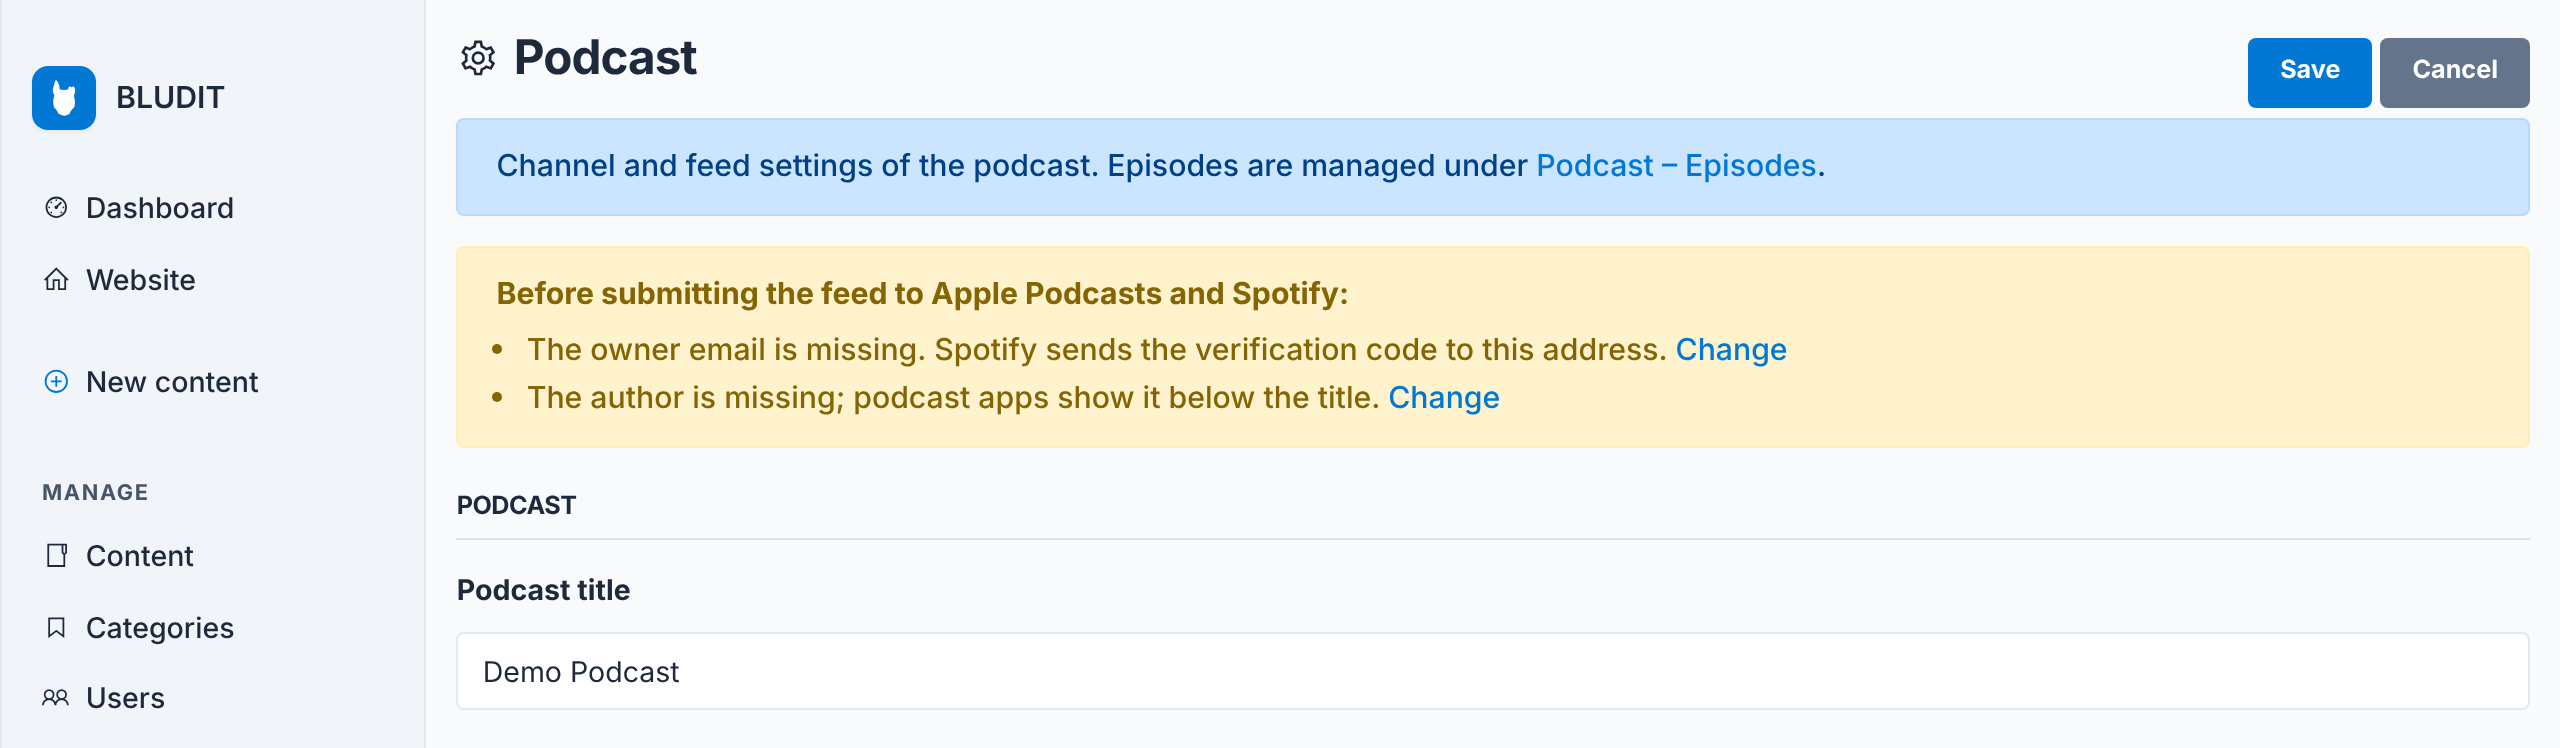 BLUDIT
Dashboard
Website
New content
MANAGE
Content
Categories
Users
Podcast
Save
Cancel
Channel and feed settings of the podcast. Episodes are managed under Podcast – Episodes.
Before submitting the feed to Apple Podcasts and Spotify:
• The owner email is missing. Spotify sends the verification code to this address. Change
• The author is missing; podcast apps show it below the title. Change
PODCAST
Podcast title
Demo Podcast